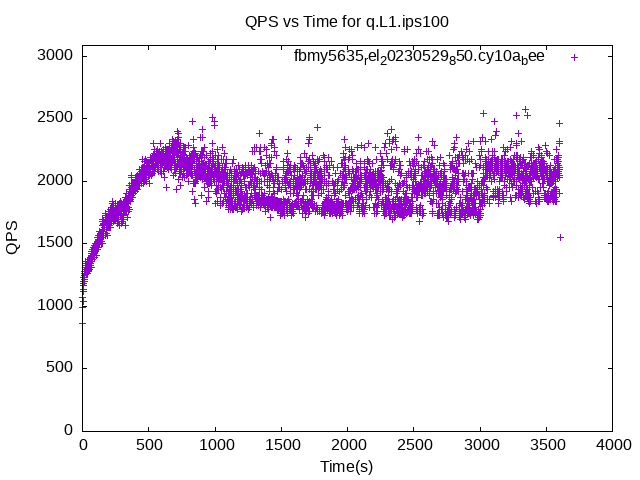 QPS vs Time for q.L1.ips100
fbmy5635rel20230529850.cy10abee
3000
2500
2000
1500
1000
500
0
QPS
0 500 1000 1500 2000 2500 3000 3500 4000
Time(s)